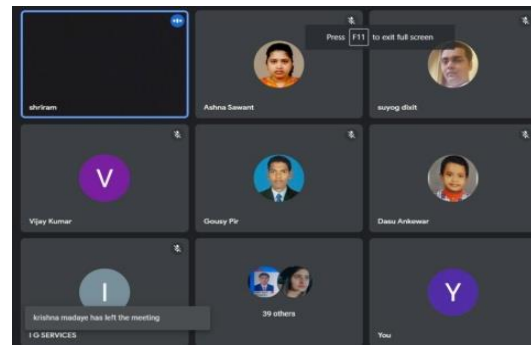 Press F11 to exit full screen
shriram
Ashna Sawant
suyog dixit
V
Vijay Kumar
Gousy Pir
Dasu Ankewar
I
krishna madaye has left the meeting
I G SERVICES
39 others
Y
You